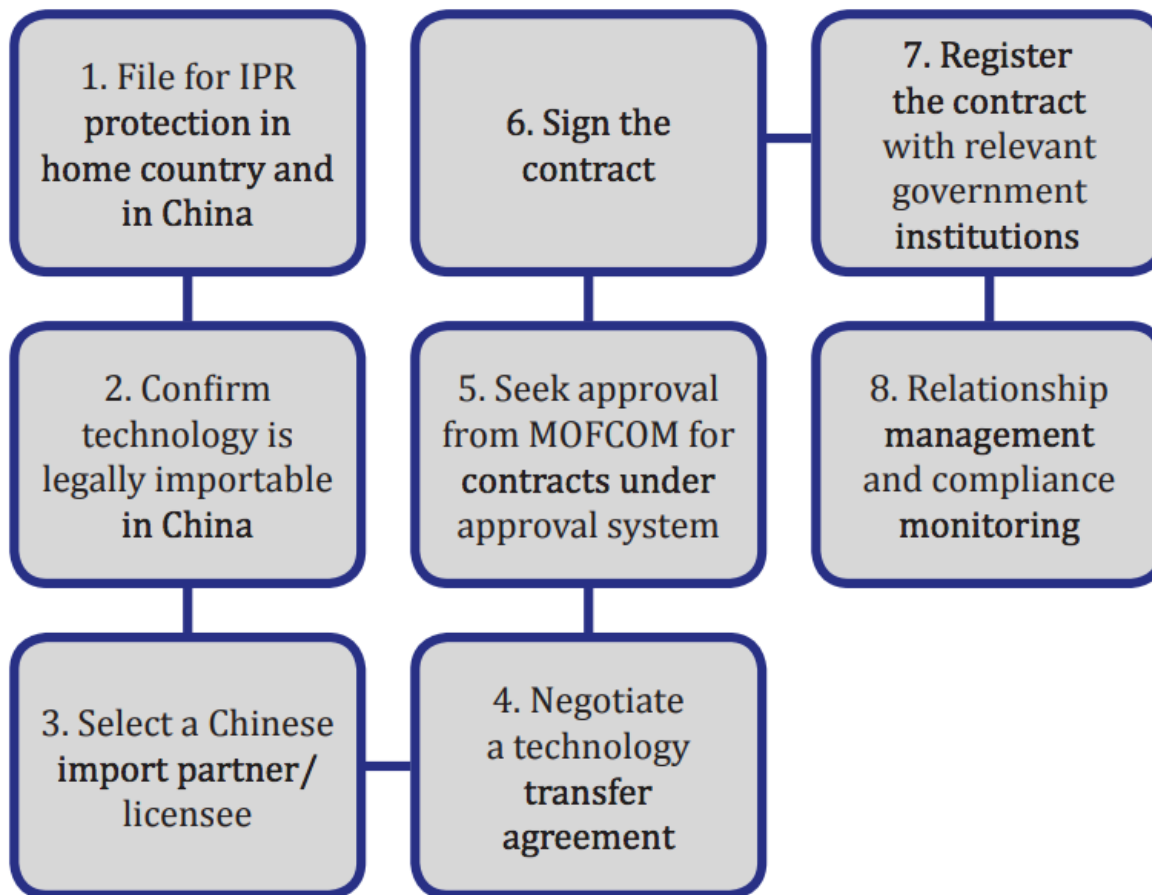 1. File for IPR
protection in
home country and
in China
2. Confirm
technology is
legally importable
in China
3. Select a Chinese
import partner/
licensee
4. Negotiate
a technology
transfer
agreement
5. Seek approval
from MOFCOM for
contracts under
approval system
6. Sign the
contract
7. Register
the contract
with relevant
government
institutions
8. Relationship
management
and compliance
monitoring